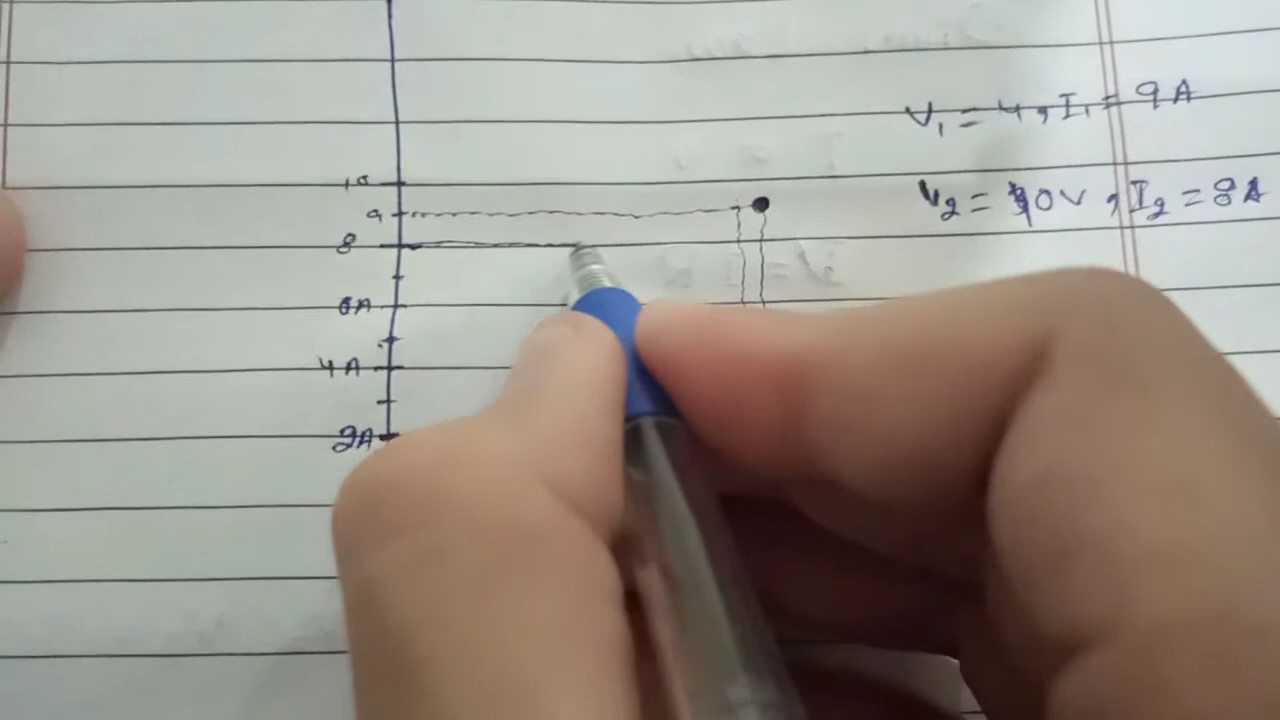 V₁ = 4, I₁ = 9A
V₂ = 10V, I₂ = 8A
10
9
8
6A
4A
2A